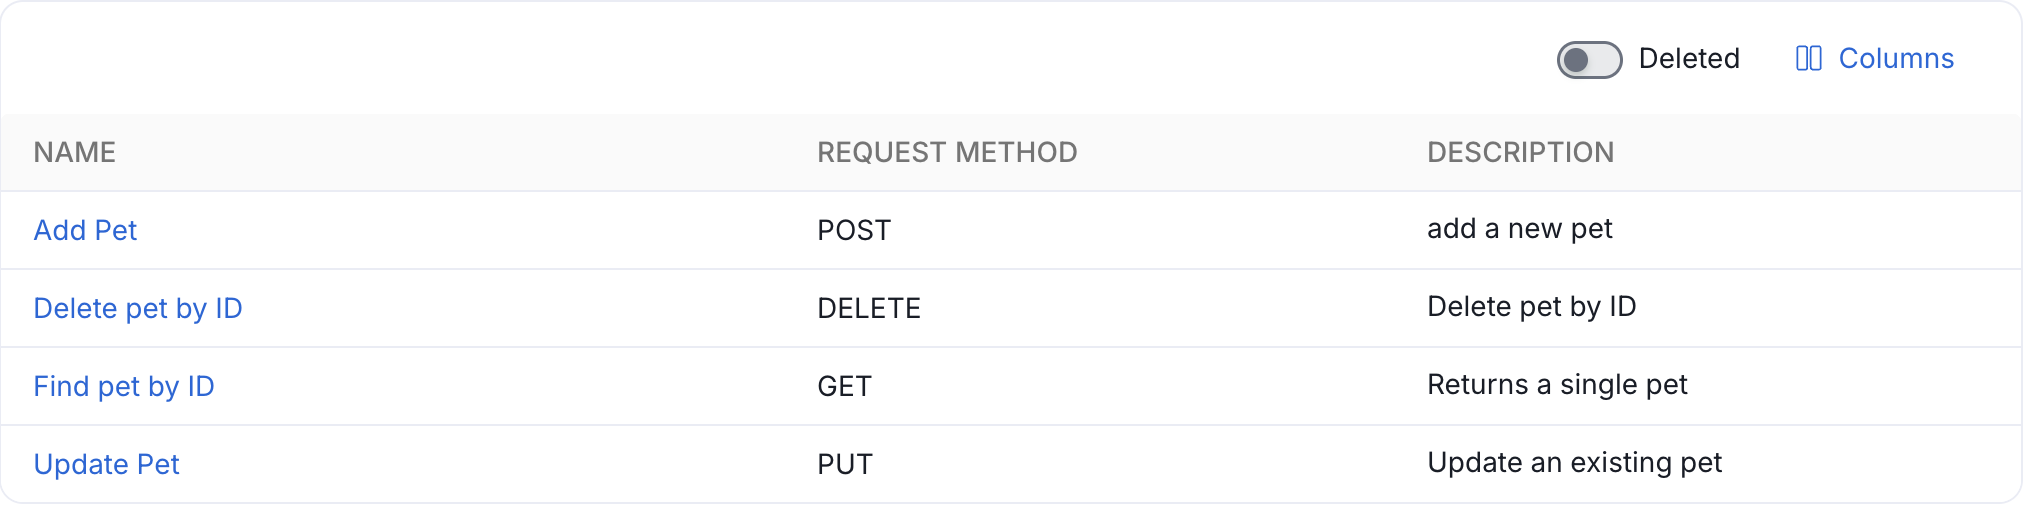 Deleted Columns
NAME REQUEST METHOD DESCRIPTION
Add Pet POST add a new pet
Delete pet by ID DELETE Delete pet by ID
Find pet by ID GET Returns a single pet
Update Pet PUT Update an existing pet